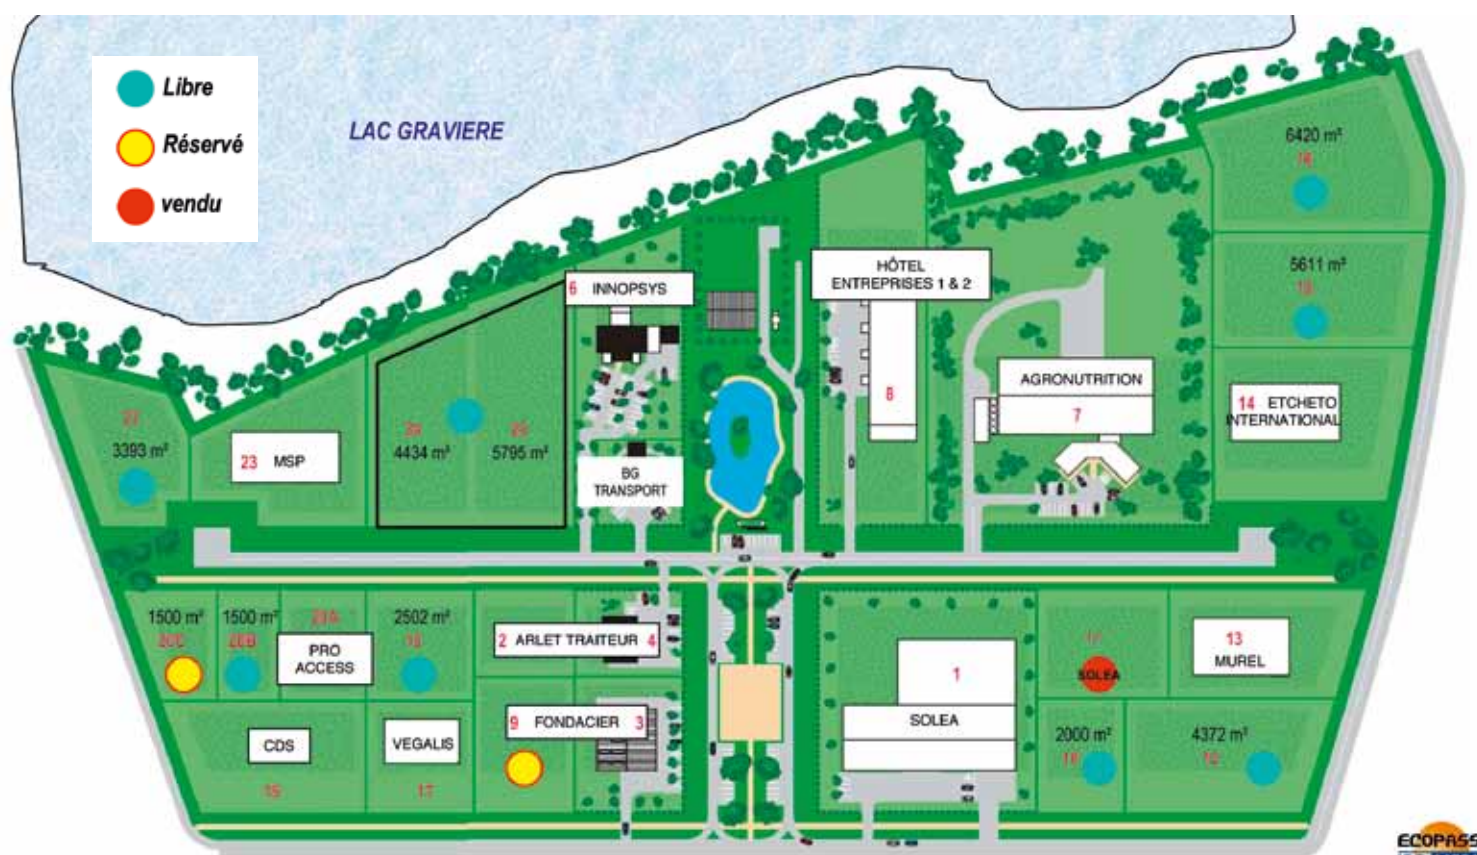 Libre
Réservé
vendu
LAC GRAVIERE
6420 m²
5611 m²
6 INNOPSYS
HÔTEL
ENTREPRISES 1 & 2
8
AGRONUTRITION
7
14 ETCHETO
INTERNATIONAL
3393 m²
23 MSP
4434 m²
5795 m²
BG
TRANSPORT
1500 m²
20C
1500 m²
20B
PRO
ACCESS
2502 m²
2 ARLET TRAITEUR 4
SOLEA
13
MUREL
1
SOLEA
9 FONDACIER 3
CDS
VEGALIS
17
2000 m²
4372 m²
ECOPASS